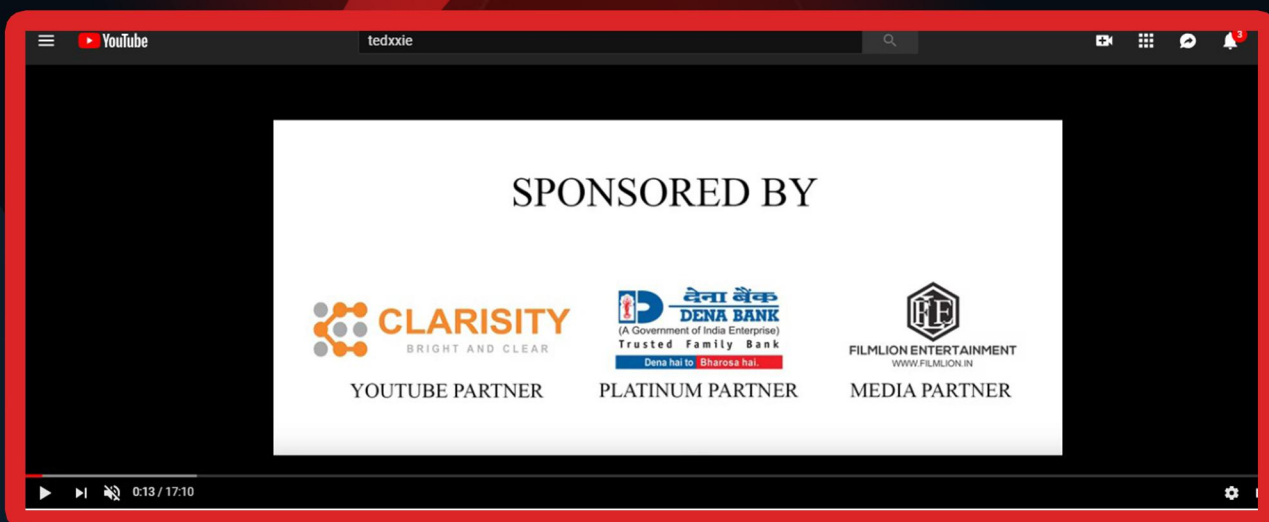 YouTube
tedxxie
3
SPONSORED BY
CLARISITY
BRIGHT AND CLEAR
YOUTUBE PARTNER
देना बैंक
DENA BANK
(A Government of India Enterprise)
Trusted Family Bank
Dena hai to Bharosa hai.
PLATINUM PARTNER
FLE
FILMLION ENTERTAINMENT
WWW.FILMLION.IN
MEDIA PARTNER
0:13 / 17:10